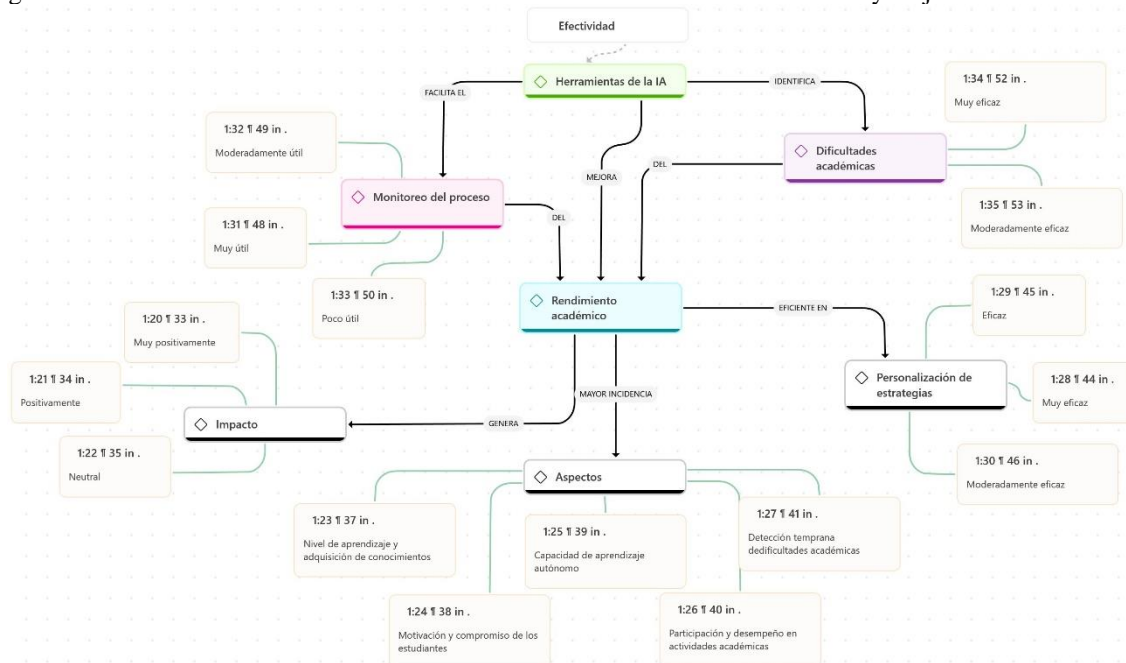 Efectividad
Herramientas de la IA
FACILITA EL
IDENTIFICA
MEJORA
1:34 ¶ 52 in .
Muy eficaz
1:32 ¶ 49 in .
Moderadamente útil
Dificultades
académicas
DEL
Monitoreo del proceso
DEL
1:35 ¶ 53 in .
Moderadamente eficaz
1:31 ¶ 48 in .
Muy útil
1:33 ¶ 50 in .
Poco útil
Rendimiento
académico
EFICIENTE EN
1:29 ¶ 45 in .
Eficaz
1:20 ¶ 33 in .
Muy positivamente
1:21 ¶ 34 in .
Positivamente
Personalización de
estrategias
1:28 ¶ 44 in .
Muy eficaz
MAYOR INCIDENCIA
Impacto
GENERA
1:22 ¶ 35 in .
Neutral
1:30 ¶ 46 in .
Moderadamente eficaz
Aspectos
1:23 ¶ 37 in .
Nivel de aprendizaje y
adquisición de conocimientos
1:25 ¶ 39 in .
Capacidad de aprendizaje
autónomo
1:27 ¶ 41 in .
Detección temprana
dedificultades académicas
1:24 ¶ 38 in .
Motivación y compromiso de los
estudiantes
1:26 ¶ 40 in .
Participación y desempeño en
actividades académicas